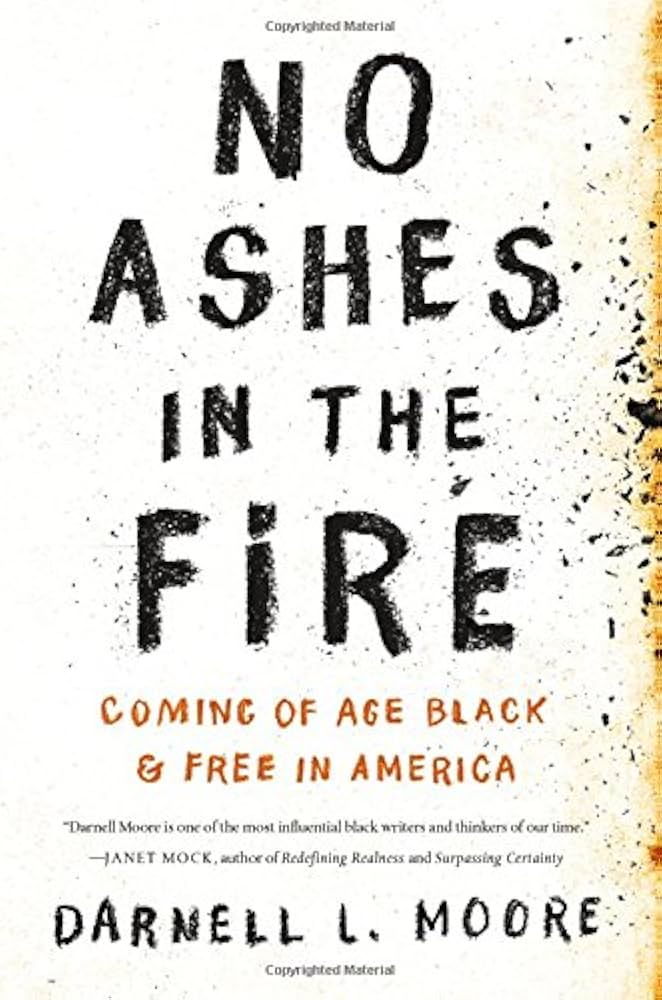 Copyrighted Material
NO
ASHES
IN THE
FIRE
COMING OF AGE BLACK
& FREE IN AMERICA
"Darnell Moore is one of the most influential black writers and thinkers of our time."
—JANET MOCK, author of Redefining Realness and Surpassing Certainty
DARNELL L. MOORE
Copyrighted Material